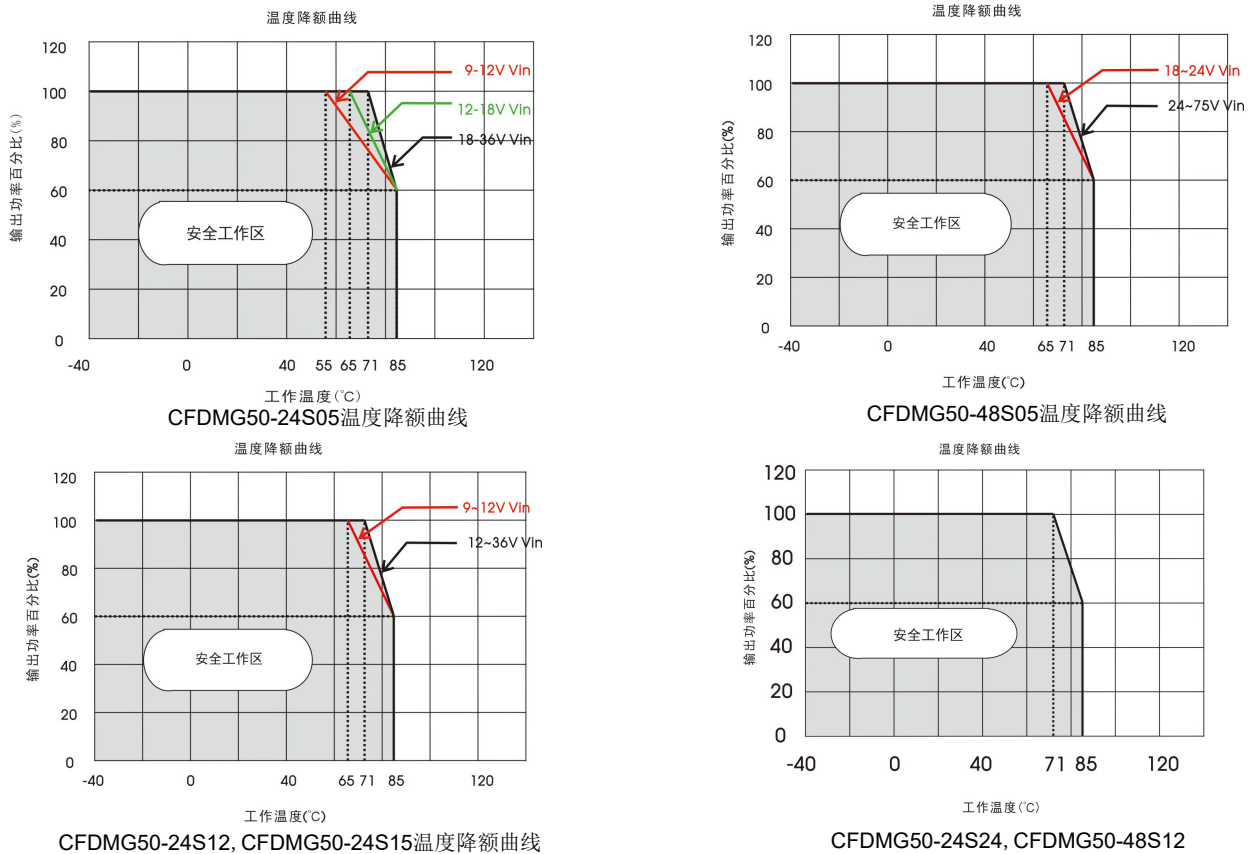 温度降额曲线
120
100
80
60
40
20
0
输出功率百分比(%)
9-12V Vin
12-18V Vin
18-36V Vin
安全工作区
-40 0 40 55 65 71 85 120
工作温度(℃)
CFDMG50-24S05温度降额曲线
温度降额曲线
120
100
80
60
40
20
0
输出功率百分比(%)
18~24V Vin
24~75V Vin
安全工作区
-40 0 40 65 71 85 120
工作温度(℃)
CFDMG50-48S05温度降额曲线
温度降额曲线
120
100
80
60
40
20
0
输出功率百分比(%)
9~12V Vin
12~36V Vin
安全工作区
-40 0 40 65 71 85 120
工作温度(℃)
CFDMG50-24S12, CFDMG50-24S15温度降额曲线
温度降额曲线
120
100
80
60
40
20
0
输出功率百分比(%)
安全工作区
-40 0 40 71 85 120
工作温度(℃)
CFDMG50-24S24, CFDMG50-48S12